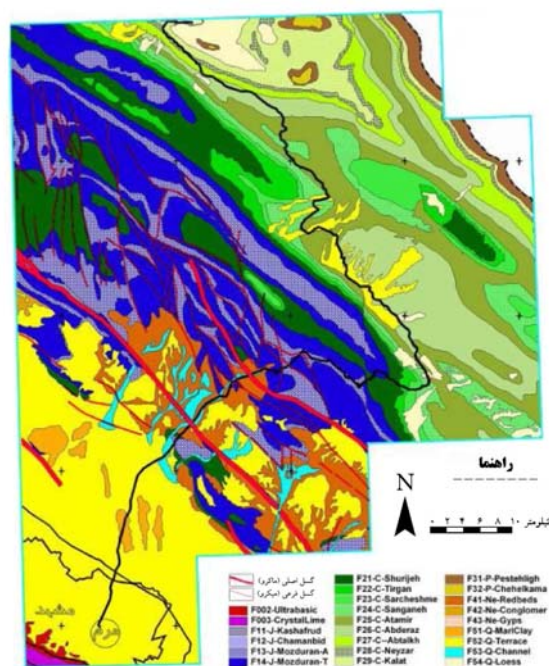 راهنما
N
۰ ۲ ۴ ۶ ۸ ۱۰ کیلومتر
مشهد
حرم
گسل اصلی (ماکرو)
گسل فرعی (میکرو)
F002-Ultrabasic
F003-CrystalLime
F11-J-Kashafrud
F12-J-Chamanbid
F13-J-Mozduran-A
F14-J-Mozduran-T
F21-C-Shurijeh
F22-C-Tirgan
F23-C-Sarcheshme
F24-C-Sanganeh
F25-C-Atamir
F26-C-Abderaz
F27-C-Abtalkh
F28-C-Neyzar
F29-C-Kalat
F31-P-Pestehligh
F32-P-Chehelkama
F41-Ne-Redbeds
F42-Ne-Conglomer
F43-Ne-Gyps
F51-Q-MarlClay
F52-Q-Terrace
F53-Q-Channel
F54-Q-Loess